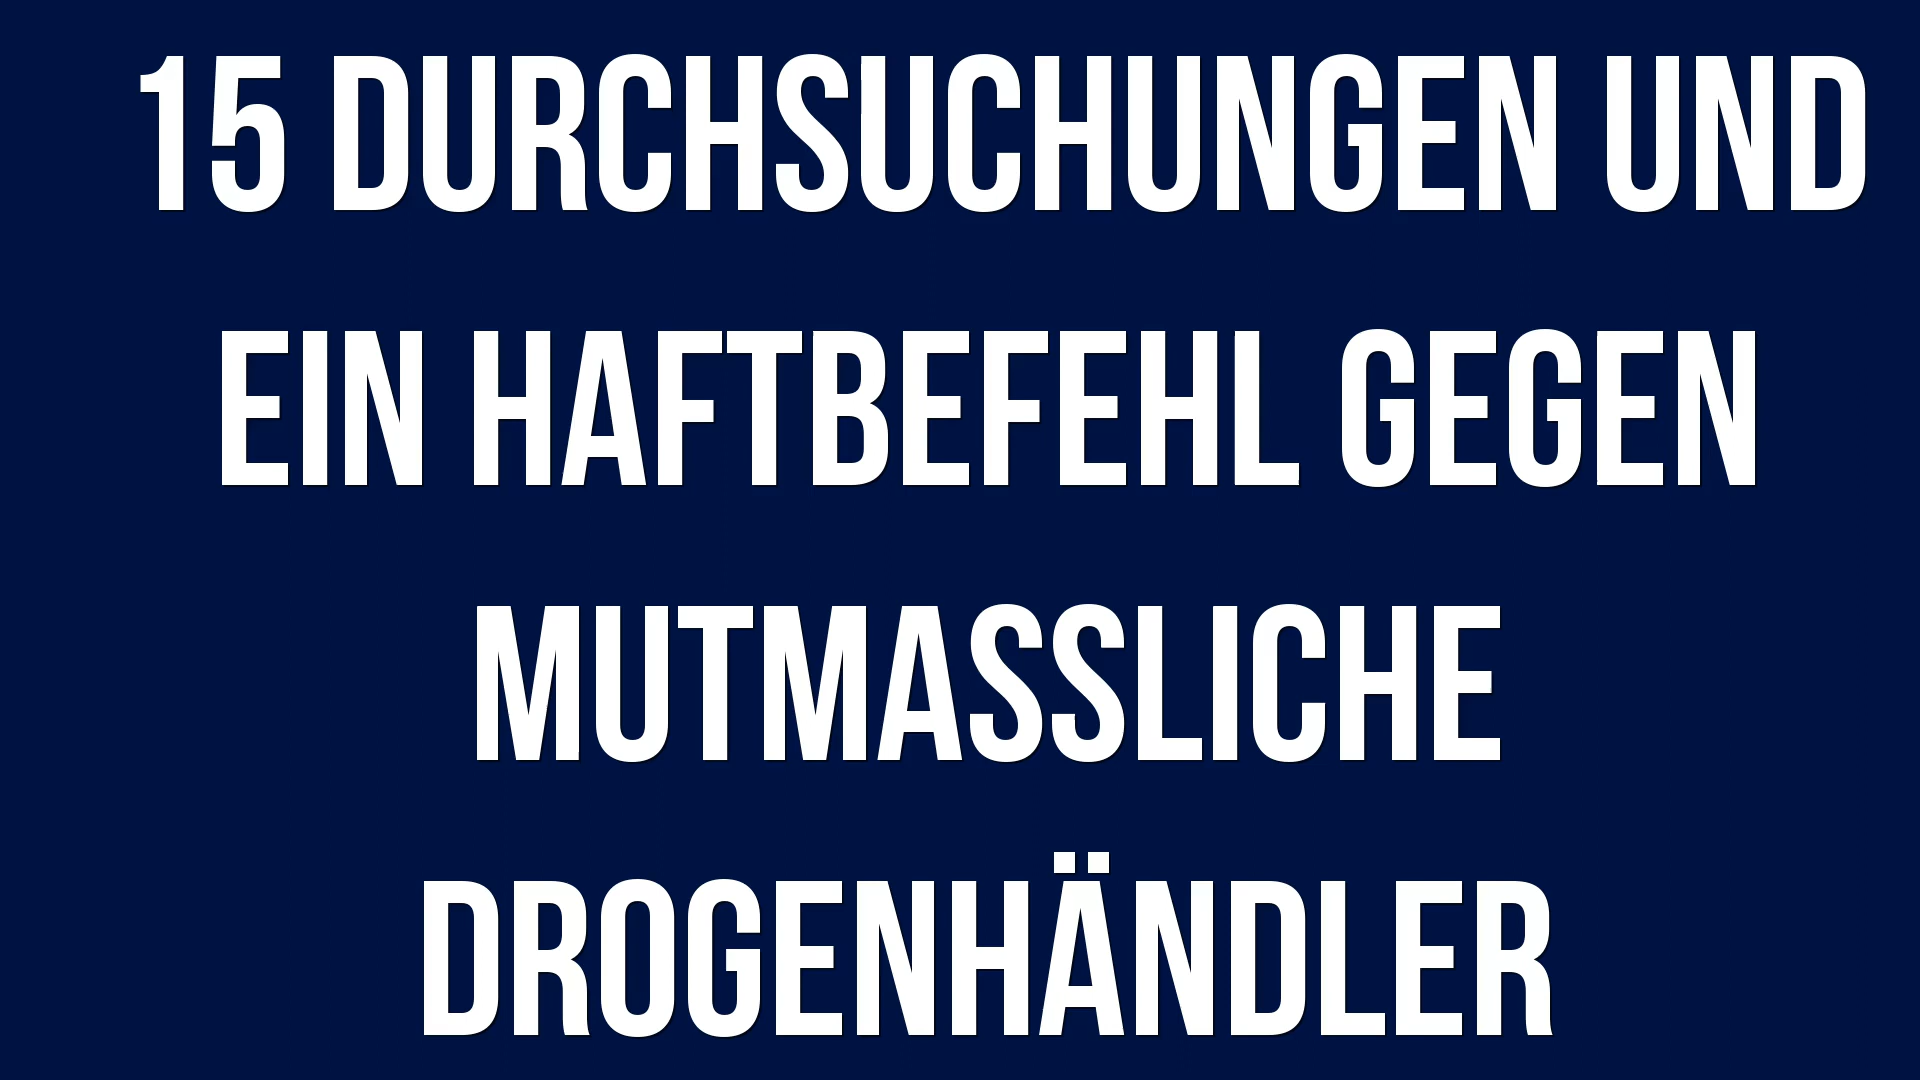 15 DURCHSUCHUNGEN UND
EIN HAFTBEFEHL GEGEN
MUTMASSLICHE
DROGENHÄNDLER